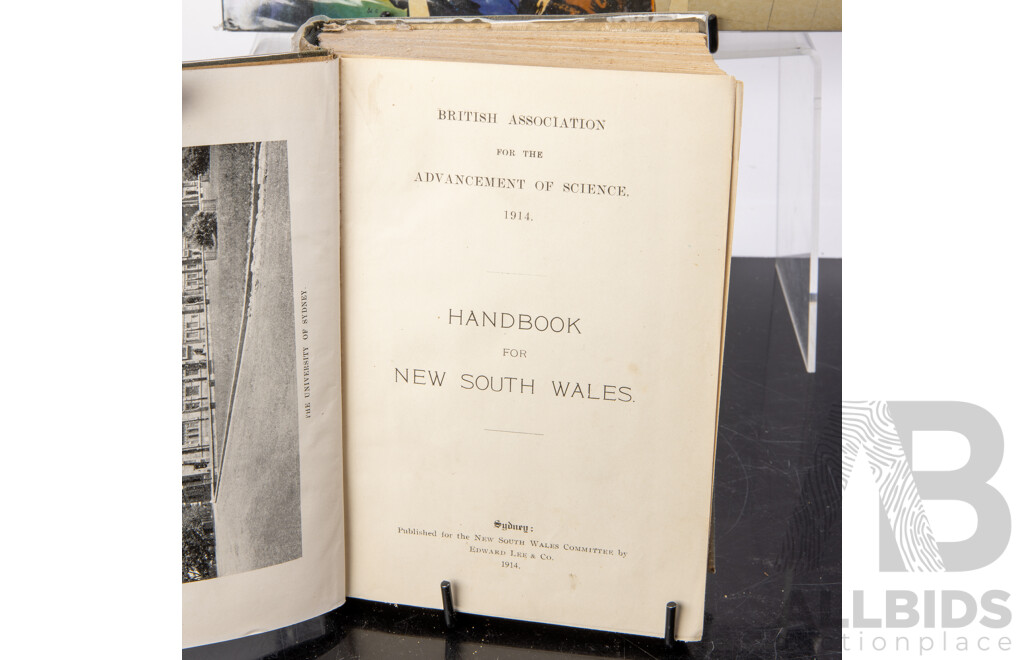 BRITISH ASSOCIATION
FOR THE
ADVANCEMENT OF SCIENCE.
1914.
HANDBOOK
FOR
NEW SOUTH WALES.
Sydney:
Published for the NEW SOUTH WALES COMMITTEE by
EDWARD LEE & CO.
1914.
THE UNIVERSITY OF SYDNEY.
AB
ALLBIDS
auctionplace